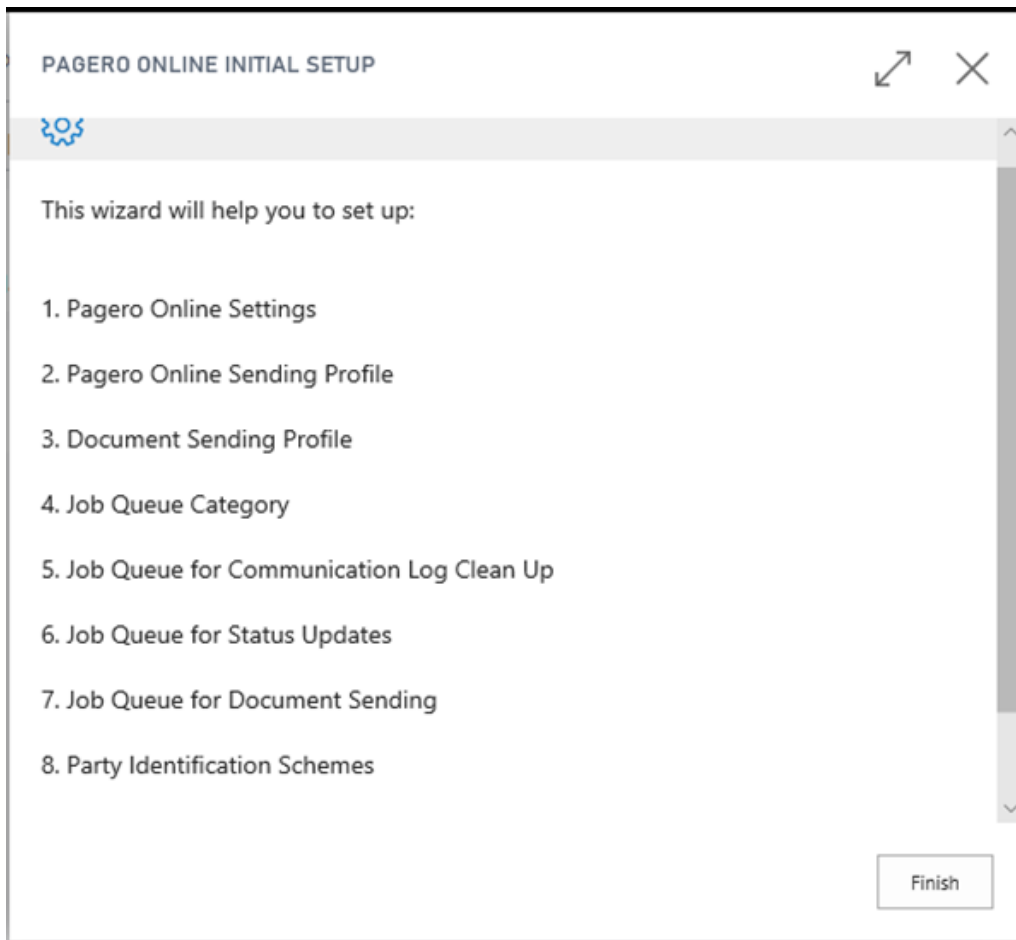 PAGERO ONLINE INITIAL SETUP
This wizard will help you to set up:
1. Pagero Online Settings
2. Pagero Online Sending Profile
3. Document Sending Profile
4. Job Queue Category
5. Job Queue for Communication Log Clean Up
6. Job Queue for Status Updates
7. Job Queue for Document Sending
8. Party Identification Schemes
Finish